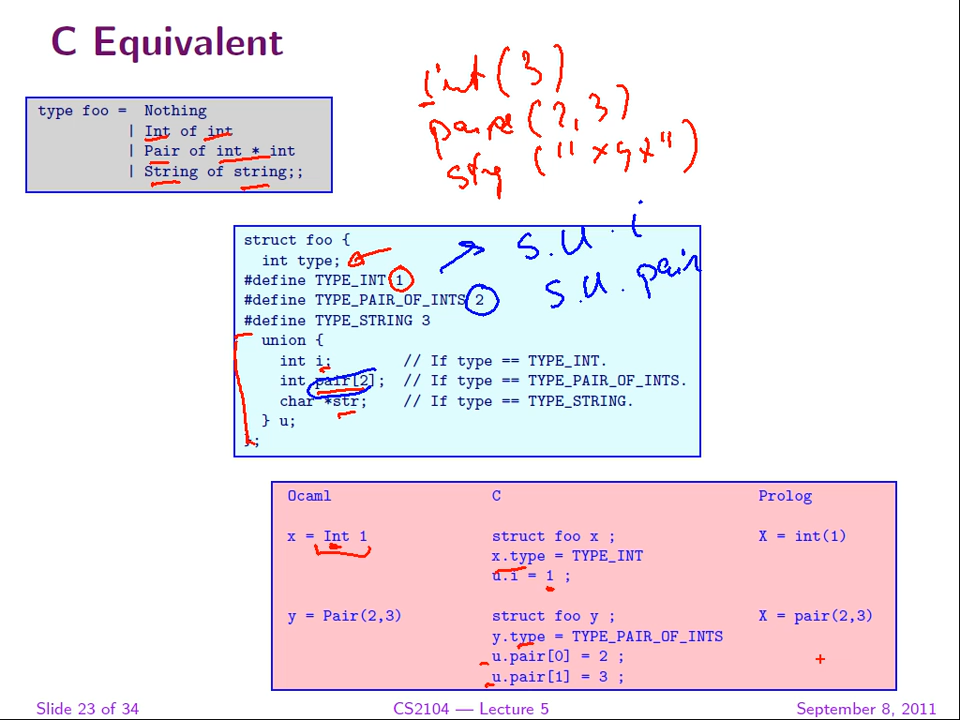 C Equivalent
type foo = Nothing
| Int of int
| Pair of int * int
| String of string;;
int(3)
(2,3)
("xyx")
struct foo {
int type;
#define TYPE_INT 1
#define TYPE_PAIR_OF_INTS 2
#define TYPE_STRING 3
union {
int i; // If type == TYPE_INT.
int pair[2]; // If type == TYPE_PAIR_OF_INTS.
char *str; // If type == TYPE_STRING.
} u;
};
s.u.i
s.u.pair
Ocaml C Prolog
x = Int 1 struct foo x ; X = int(1)
x.type = TYPE_INT
u.i = 1 ;
y = Pair(2,3) struct foo y ; X = pair(2,3)
y.type = TYPE_PAIR_OF_INTS
u.pair[0] = 2 ;
u.pair[1] = 3 ;
Slide 23 of 34 CS2104 — Lecture 5 September 8, 2011